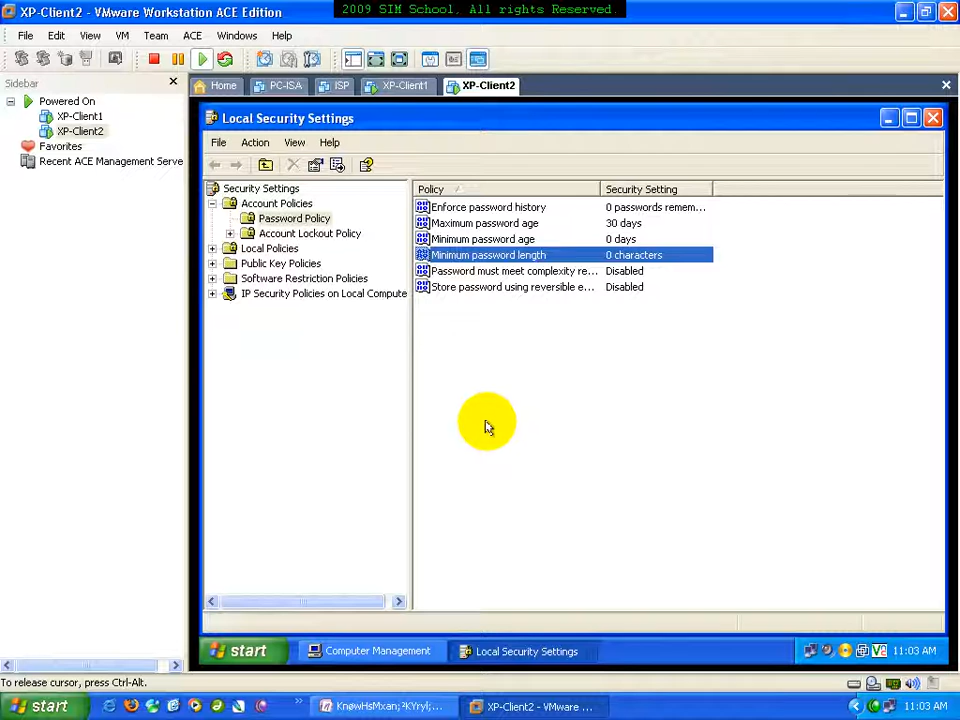 XP-Client2 - VMware Workstation ACE Edition
2009 SIM School. All rights Reserved.
File Edit View VM Team ACE Windows Help
Sidebar
Powered On
XP-Client1
XP-Client2
Favorites
Recent ACE Management Serve
Home PC-ISA ISP XP-Client1 XP-Client2
Local Security Settings
File Action View Help
Security Settings
Account Policies
Password Policy
Account Lockout Policy
Local Policies
Public Key Policies
Software Restriction Policies
IP Security Policies on Local Compute
Policy Security Setting
Enforce password history 0 passwords remem...
Maximum password age 30 days
Minimum password age 0 days
Minimum password length 0 characters
Password must meet complexity re... Disabled
Store password using reversible e... Disabled
start Computer Management Local Security Settings 11:03 AM
To release cursor, press Ctrl-Alt.
start XP-Client2 - VMware ... 11:03 AM